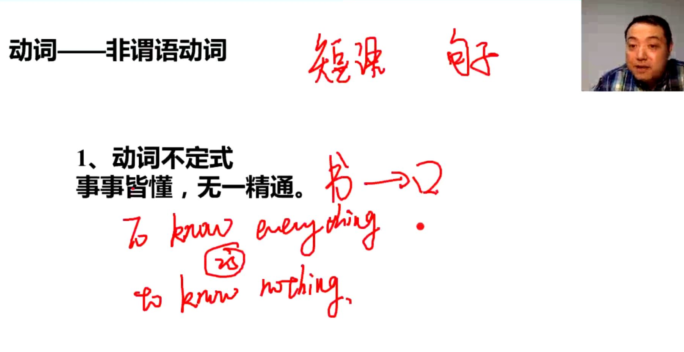 动词——非谓语动词
短课 句子
1、动词不定式
事事皆懂，无一精通。 书→口
To know everything
is
to know nothing.